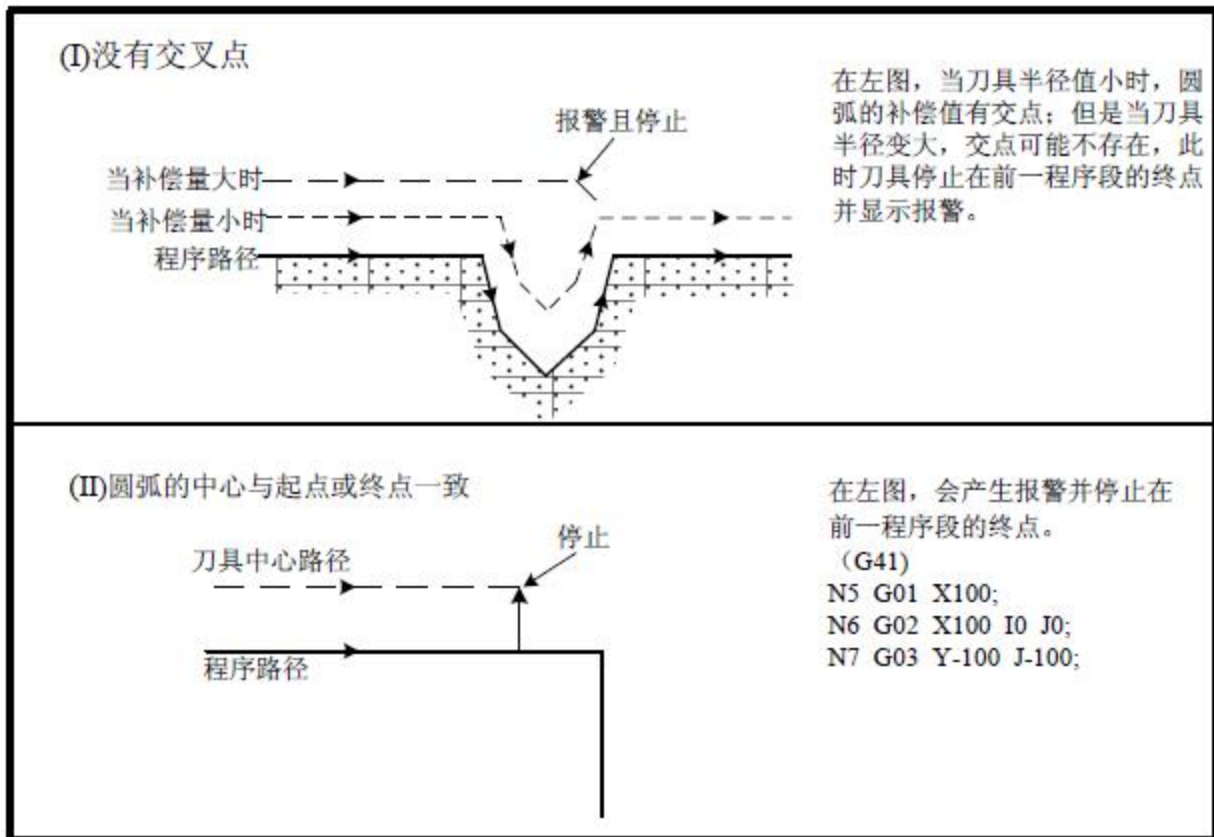 (I)没有交叉点
在左图，当刀具半径值小时，圆
弧的补偿值有交点；但是当刀具
半径变大，交点可能不存在，此
时刀具停止在前一程序段的终点
并显示报警。
报警且停止
当补偿量大时
当补偿量小时
程序路径
(II)圆弧的中心与起点或终点一致
在左图，会产生报警并停止在
前一程序段的终点。
（G41)
N5 G01 X100;
N6 G02 X100 I0 J0;
N7 G03 Y-100 J-100;
停止
刀具中心路径
程序路径